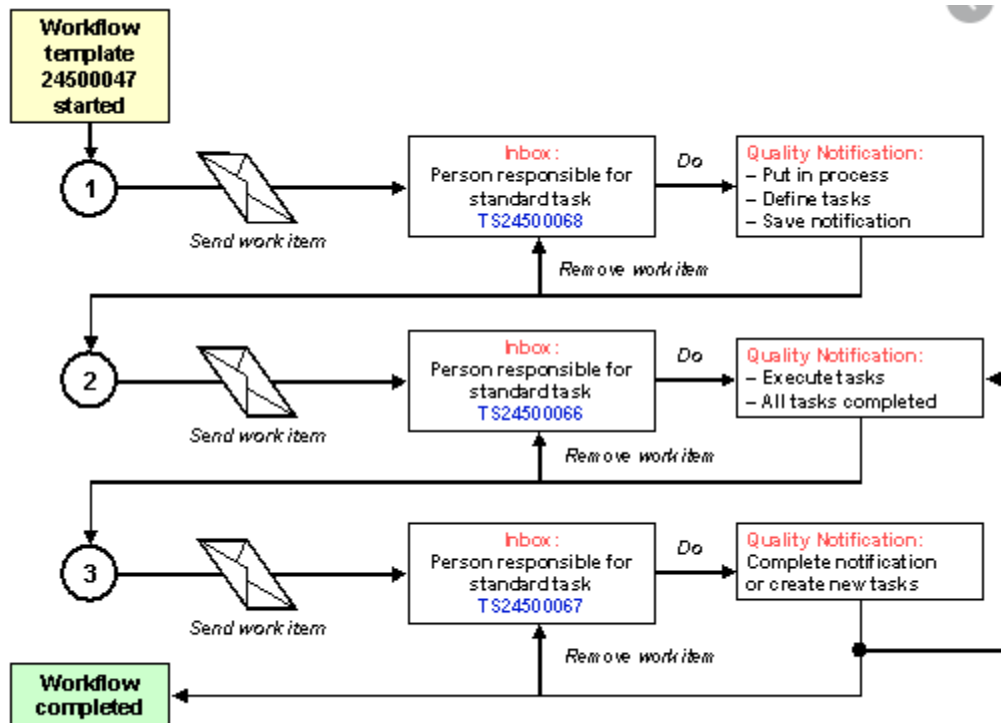 Workflow
template
24500047
started
1
Send work item
Inbox:
Person responsible for
standard task
TS24500068
Do
Quality Notification:
– Put in process
– Define tasks
– Save notification
Remove work item
2
Send work item
Inbox:
Person responsible for
standard task
TS24500066
Do
Quality Notification:
– Execute tasks
– All tasks completed
Remove work item
3
Send work item
Inbox:
Person responsible for
standard task
TS24500067
Do
Quality Notification:
Complete notification
or create new tasks
Remove work item
Workflow
completed